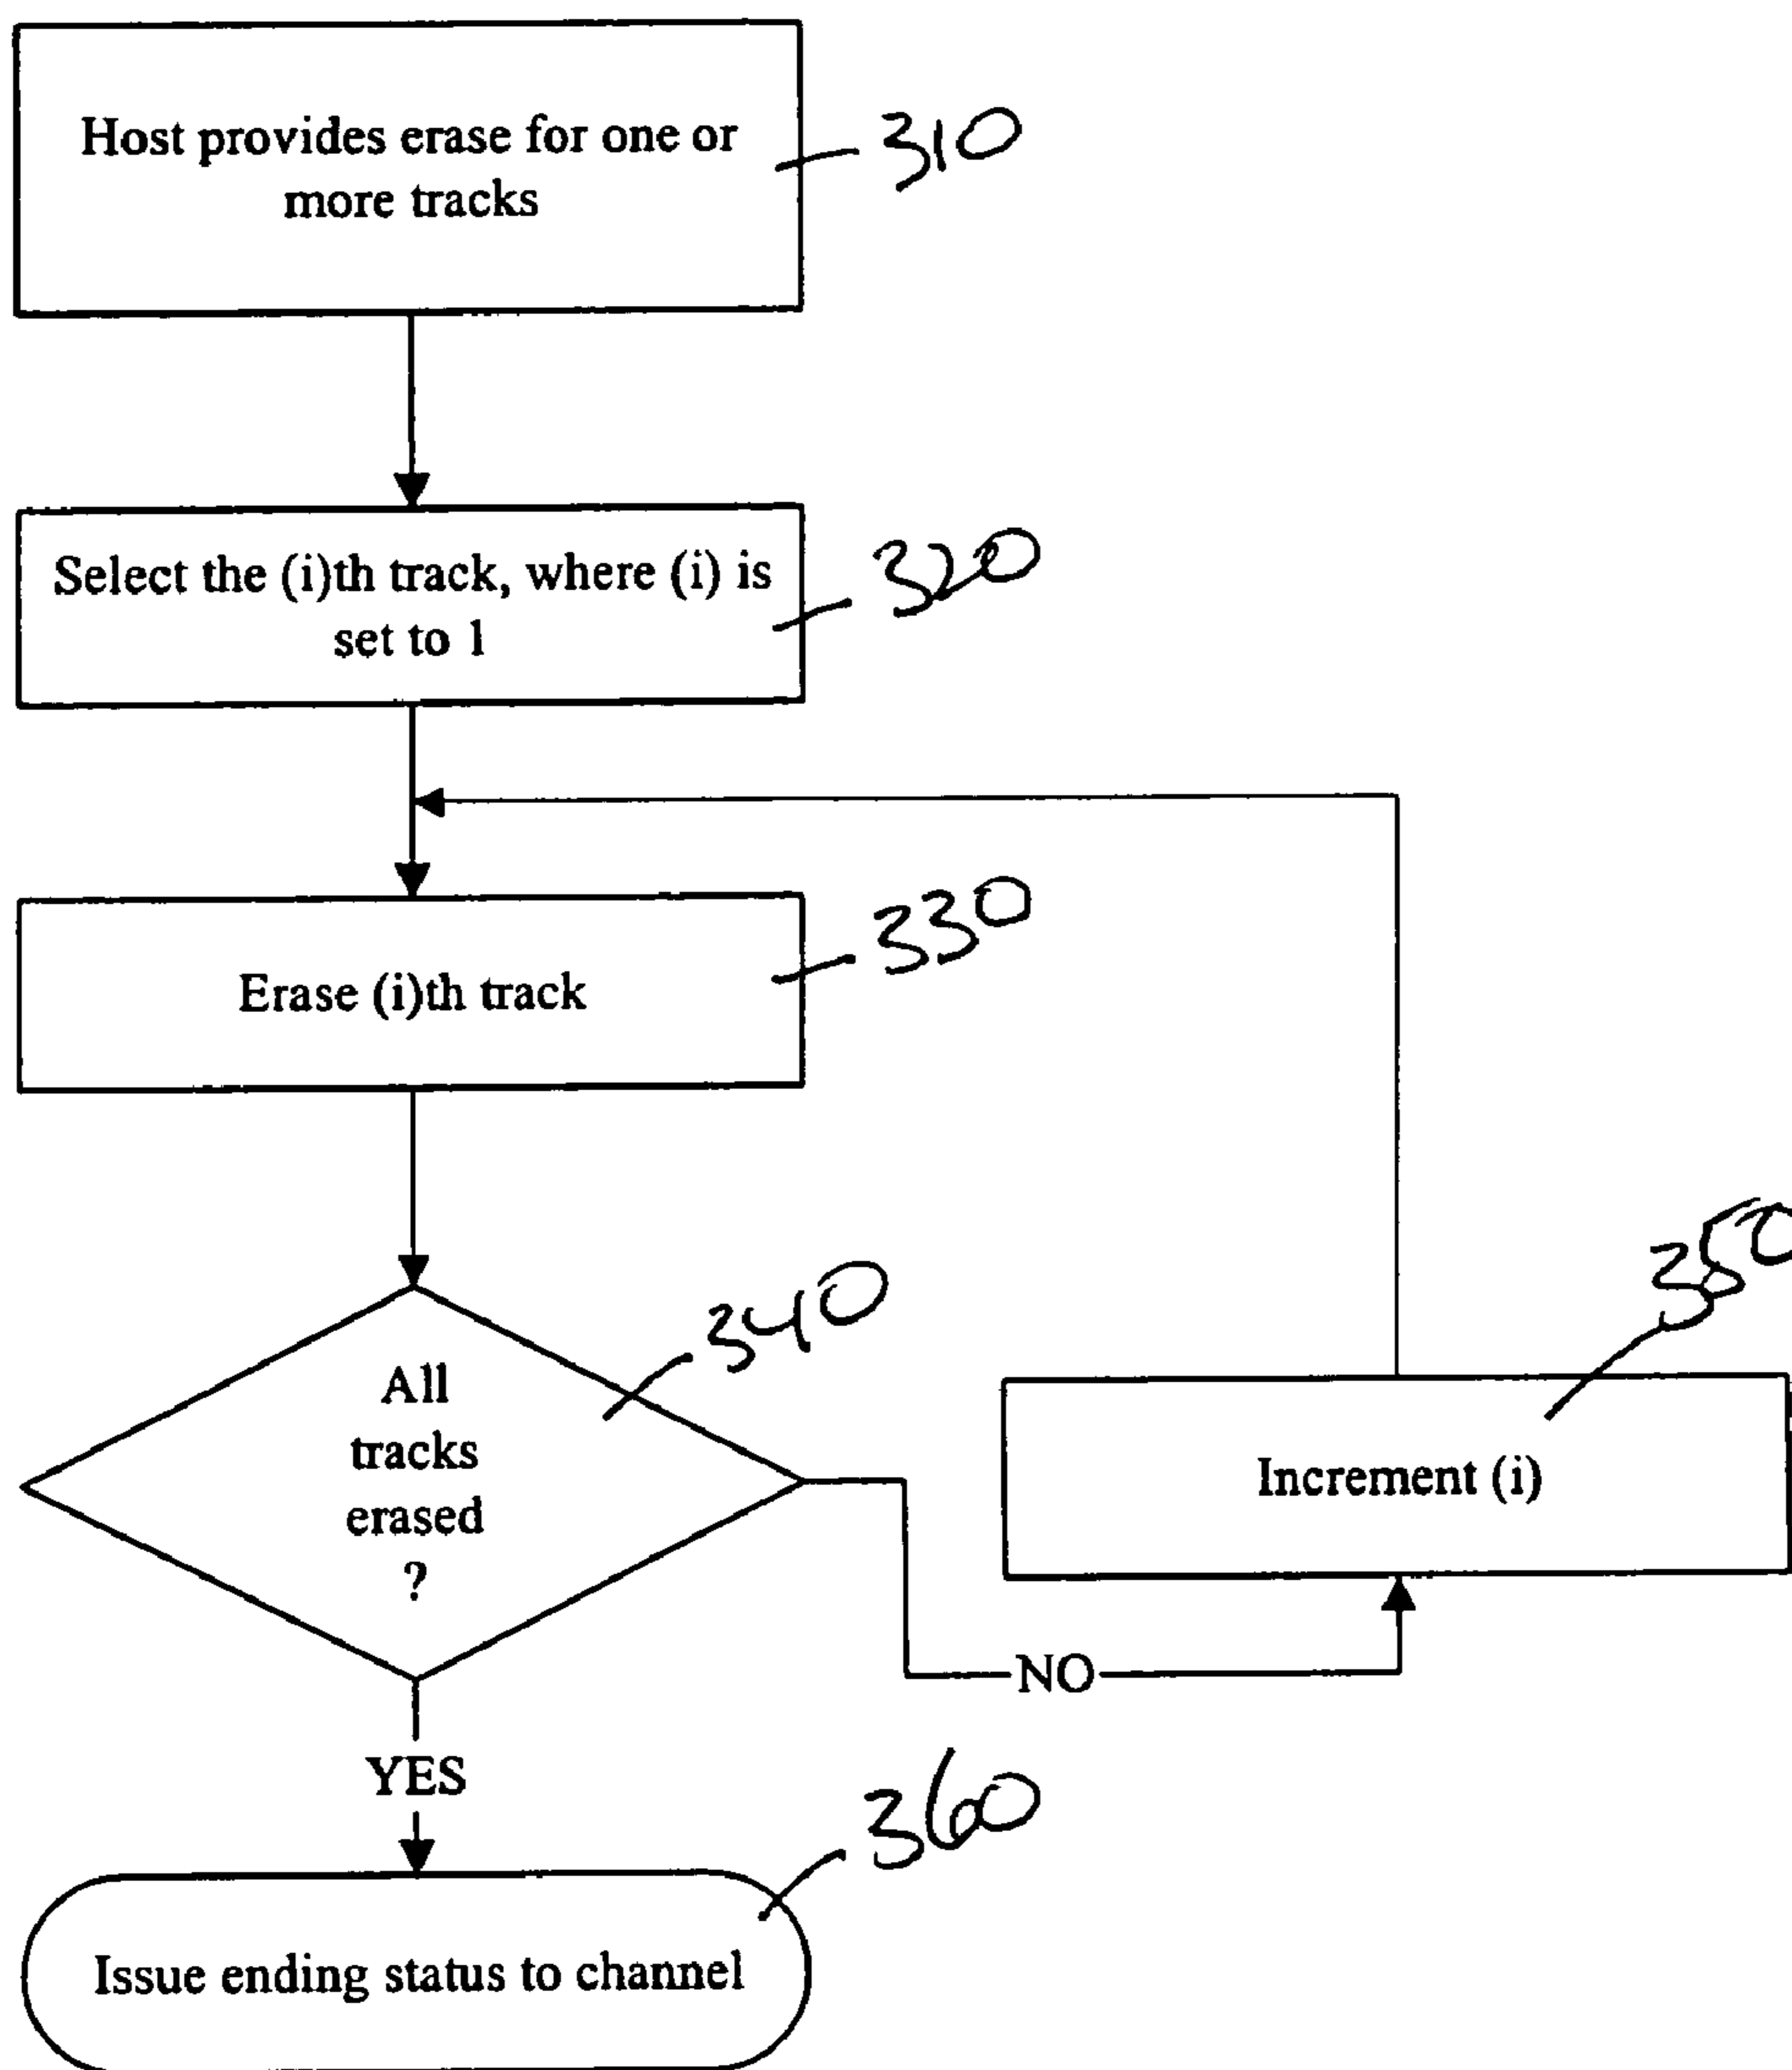 Host provides erase for one or
more tracks
310
Select the (i)th track, where (i) is
set to 1
320
Erase (i)th track
330
All
tracks
erased
?
340
350
Increment (i)
NO
YES
360
Issue ending status to channel